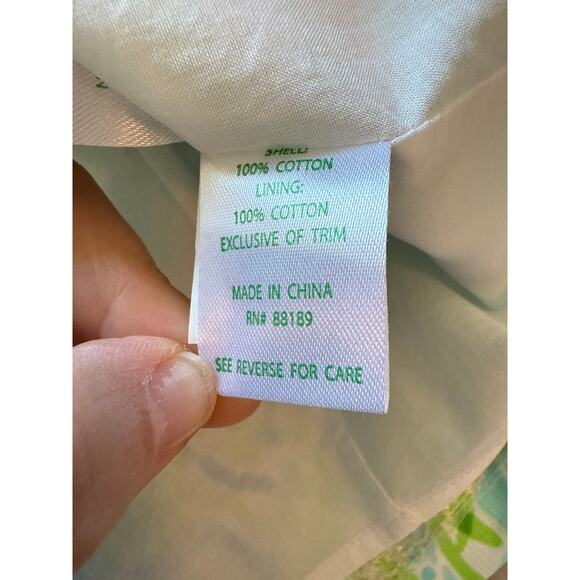 SHELL:
100% COTTON
LINING:
100% COTTON
EXCLUSIVE OF TRIM
MADE IN CHINA
RN# 88189
SEE REVERSE FOR CARE